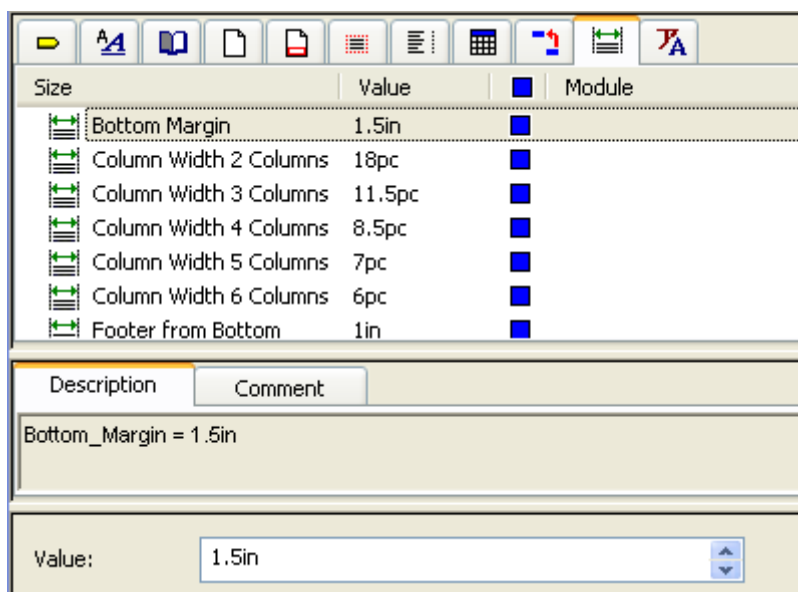 Size Value Module
Bottom Margin 1.5in
Column Width 2 Columns 18pc
Column Width 3 Columns 11.5pc
Column Width 4 Columns 8.5pc
Column Width 5 Columns 7pc
Column Width 6 Columns 6pc
Footer from Bottom 1in
Description Comment
Bottom_Margin = 1.5in
Value: 1.5in